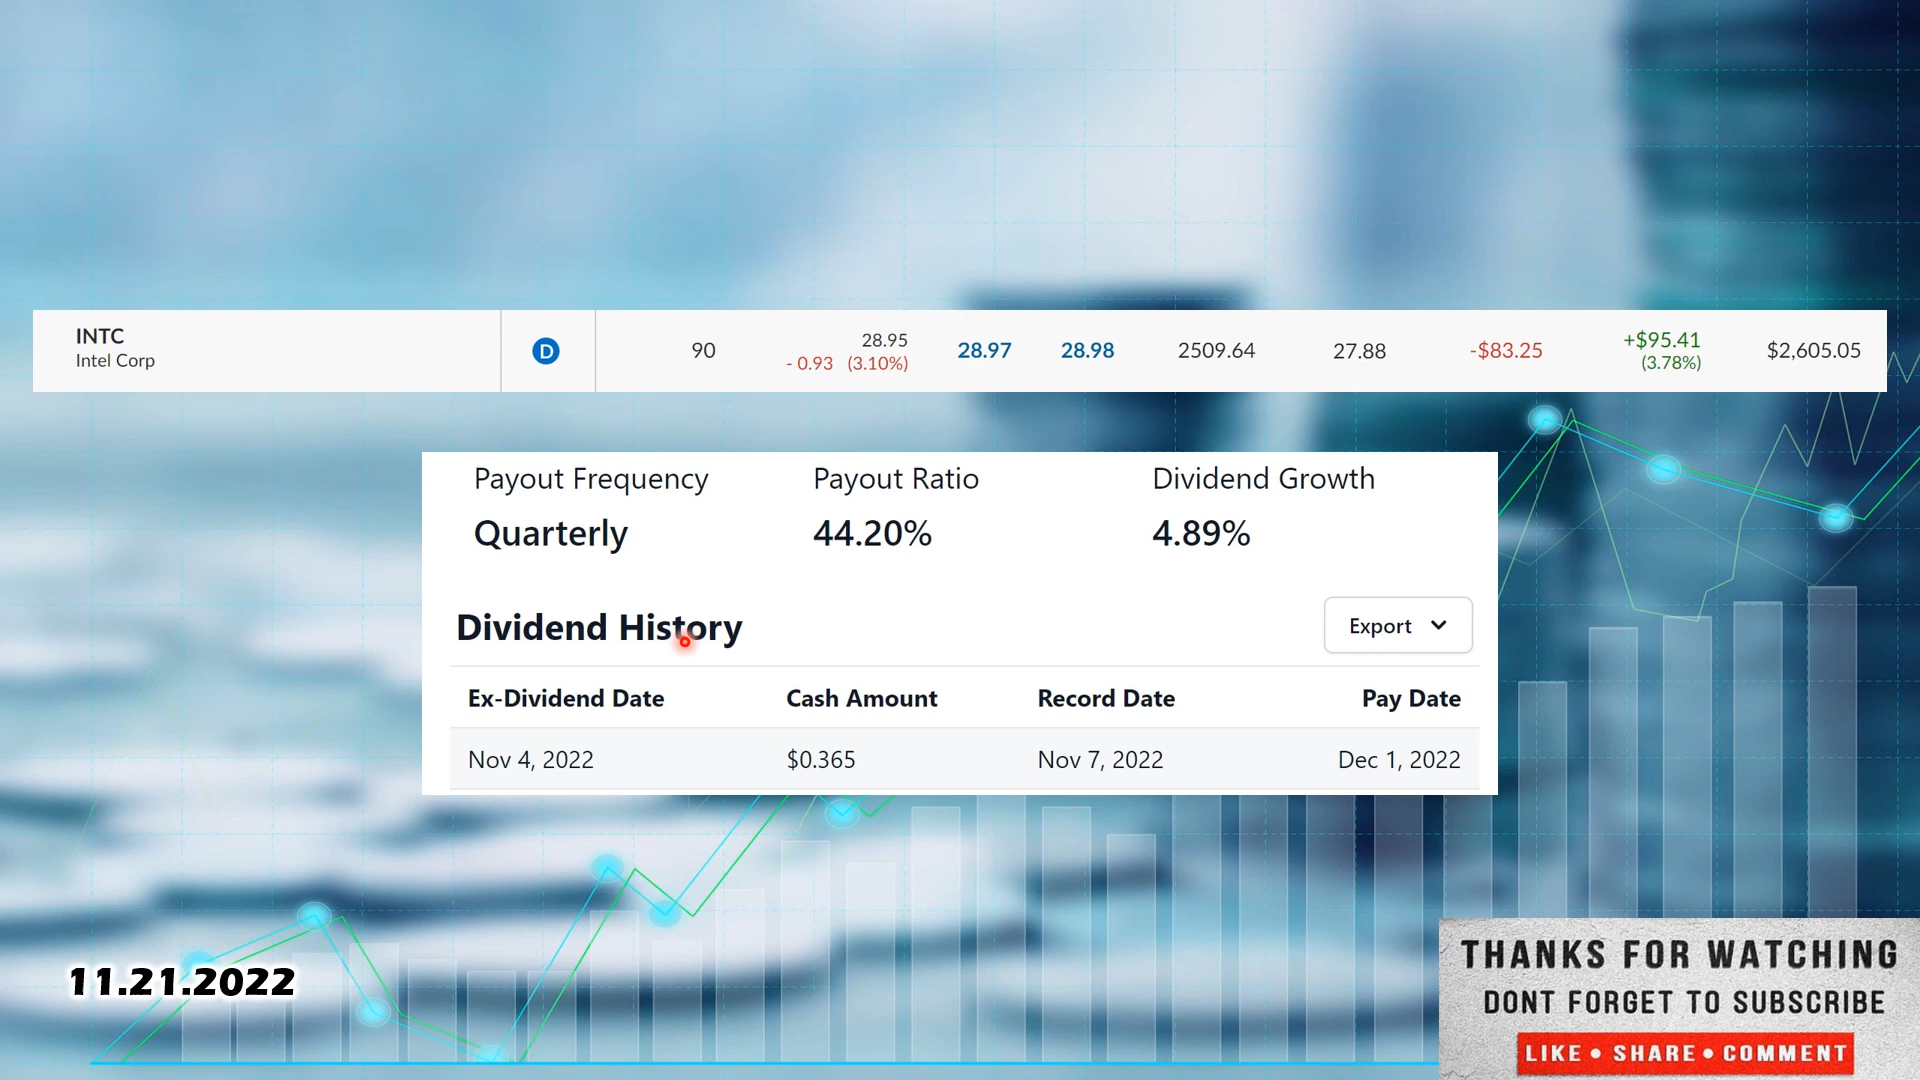 INTC
Intel Corp
D
90
28.95
- 0.93 (3.10%)
28.97
28.98
2509.64
27.88
-$83.25
+$95.41
(3.78%)
$2,605.05
Payout Frequency Payout Ratio Dividend Growth
Quarterly 44.20% 4.89%
Dividend History
Export
Ex-Dividend Date Cash Amount Record Date Pay Date
Nov 4, 2022 $0.365 Nov 7, 2022 Dec 1, 2022
11.21.2022
THANKS FOR WATCHING
DONT FORGET TO SUBSCRIBE
LIKE • SHARE • COMMENT